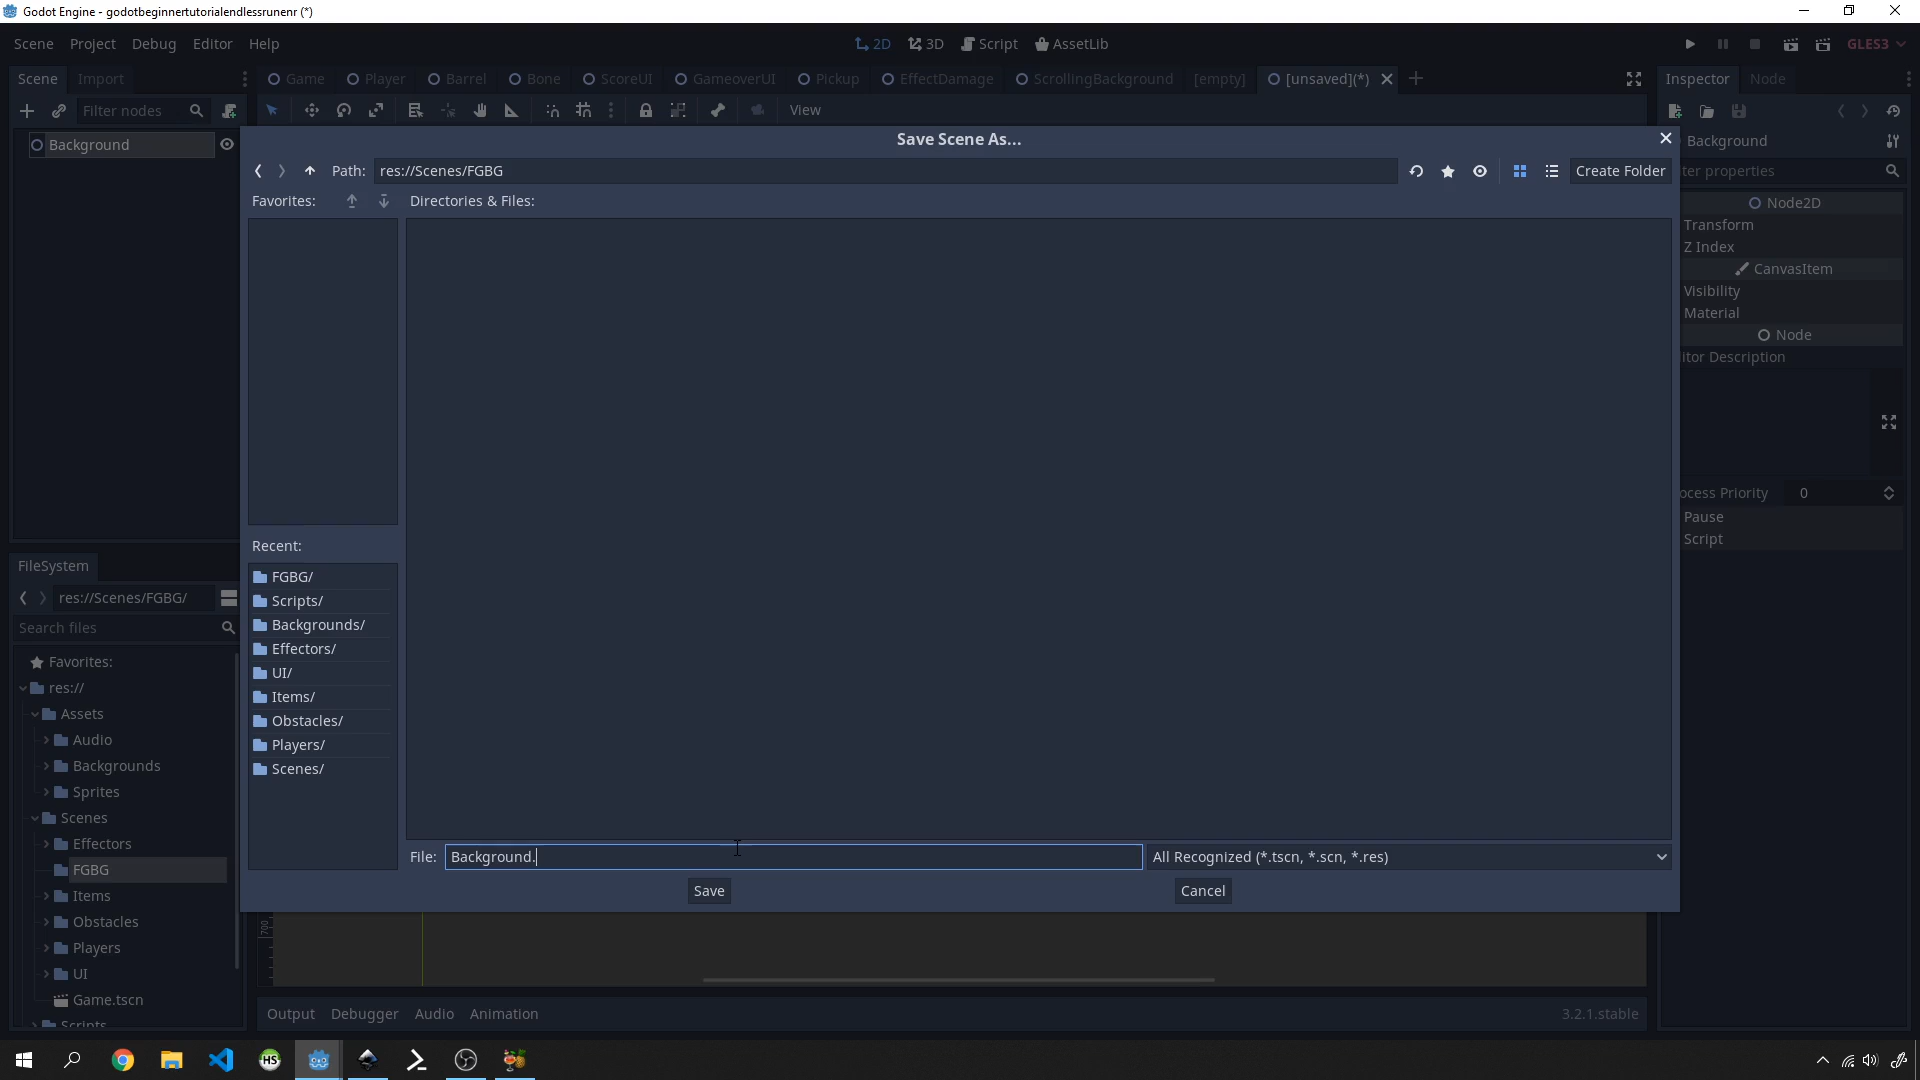 Godot Engine - godotbeginnertutorialendlessrunenr (*)
Scene Project Debug Editor Help
2D 3D Script AssetLib
GLES3
Scene Import
Game Player Barrel Bone ScoreUI GameoverUI Pickup EffectDamage ScrollingBackground [empty] [unsaved](*)
Inspector Node
Filter nodes
View
Background
Save Scene As...
Path: res://Scenes/FGBG
Create Folder
Favorites:
Directories & Files:
Recent:
FGBG/
Scripts/
Backgrounds/
Effectors/
UI/
Items/
Obstacles/
Players/
Scenes/
File: Background.
All Recognized (*.tscn, *.scn, *.res)
Save
Cancel
Background
ter properties
Node2D
Transform
Z Index
CanvasItem
Visibility
Material
Node
itor Description
ocess Priority 0
Pause
Script
FileSystem
res://Scenes/FGBG/
Search files
Favorites:
res://
Assets
Audio
Backgrounds
Sprites
Scenes
Effectors
FGBG
Items
Obstacles
Players
UI
Game.tscn
Scripts
700
Output Debugger Audio Animation
3.2.1.stable
HS